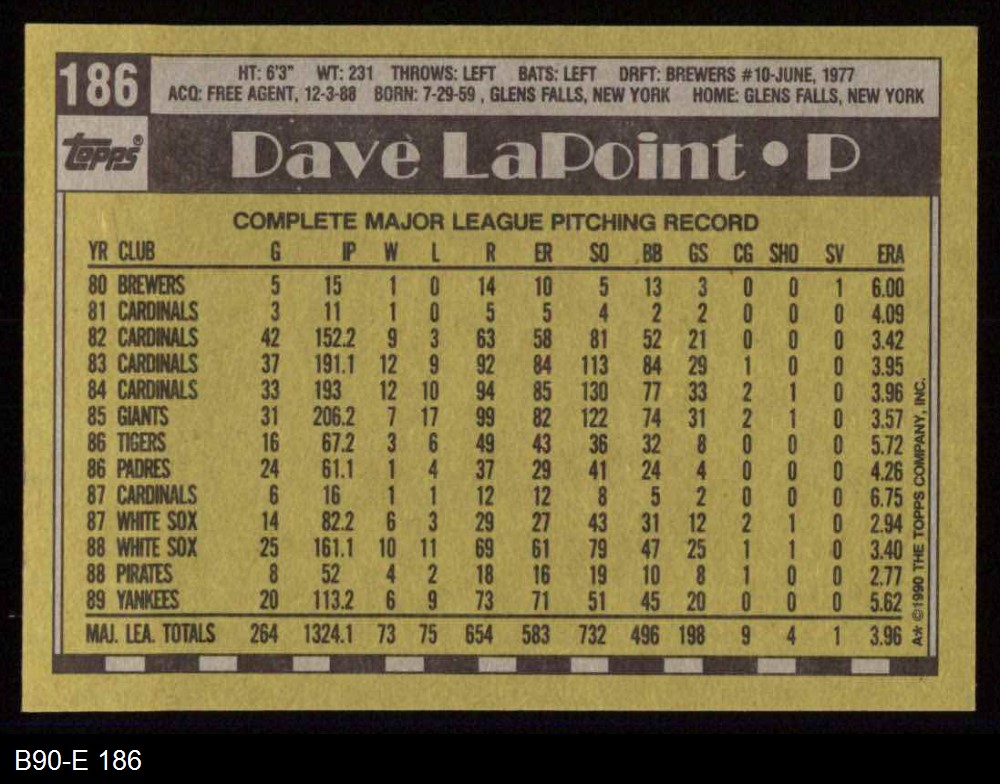 186
HT: 6'3" WT: 231 THROWS: LEFT BATS: LEFT DRFT: BREWERS #10-JUNE, 1977
ACQ: FREE AGENT, 12-3-88 BORN: 7-29-59 , GLENS FALLS, NEW YORK HOME: GLENS FALLS, NEW YORK
Topps®
Dave LaPoint • P
COMPLETE MAJOR LEAGUE PITCHING RECORD
YR CLUB G IP W L R ER SO BB GS CG SHO SV ERA
80 BREWERS 5 15 1 0 14 10 5 13 3 0 0 1 6.00
81 CARDINALS 3 11 1 0 5 5 4 2 2 0 0 0 4.09
82 CARDINALS 42 152.2 9 3 63 58 81 52 21 0 0 0 3.42
83 CARDINALS 37 191.1 12 9 92 84 113 84 29 1 0 0 3.95
84 CARDINALS 33 193 12 10 94 85 130 77 33 2 1 0 3.96
85 GIANTS 31 206.2 7 17 99 82 122 74 31 2 1 0 3.57
86 TIGERS 16 67.2 3 6 49 43 36 32 8 0 0 0 5.72
86 PADRES 24 61.1 1 4 37 29 41 24 4 0 0 0 4.26
87 CARDINALS 6 16 1 1 12 12 8 5 2 0 0 0 6.75
87 WHITE SOX 14 82.2 6 3 29 27 43 31 12 2 1 0 2.94
88 WHITE SOX 25 161.1 10 11 69 61 79 47 25 1 1 0 3.40
88 PIRATES 8 52 4 2 18 16 19 10 8 1 0 0 2.77
89 YANKEES 20 113.2 6 9 73 71 51 45 20 0 0 0 5.62
MAJ. LEA. TOTALS 264 1324.1 73 75 654 583 732 496 198 9 4 1 3.96
A* ©1990 THE TOPPS COMPANY, INC.
B90-E 186